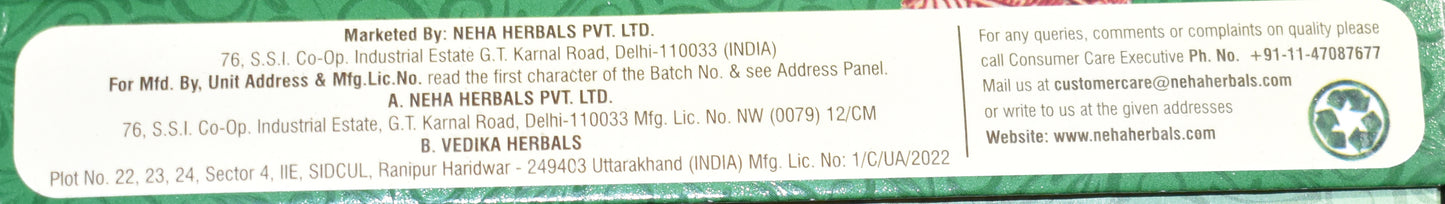 Marketed By: NEHA HERBALS PVT. LTD.
76, S.S.I. Co-Op. Industrial Estate G.T. Karnal Road, Delhi-110033 (INDIA)
For Mfd. By, Unit Address & Mfg.Lic.No. read the first character of the Batch No. & see Address Panel.
A. NEHA HERBALS PVT. LTD.
76, S.S.I. Co-Op. Industrial Estate, G.T. Karnal Road, Delhi-110033 Mfg. Lic. No. NW (0079) 12/CM
B. VEDIKA HERBALS
Plot No. 22, 23, 24, Sector 4, IIE, SIDCUL, Ranipur Haridwar - 249403 Uttarakhand (INDIA) Mfg. Lic. No: 1/C/UA/2022
For any queries, comments or complaints on quality please
call Consumer Care Executive Ph. No. +91-11-47087677
Mail us at customercare@nehaherbals.com
or write to us at the given addresses
Website: www.nehaherbals.com